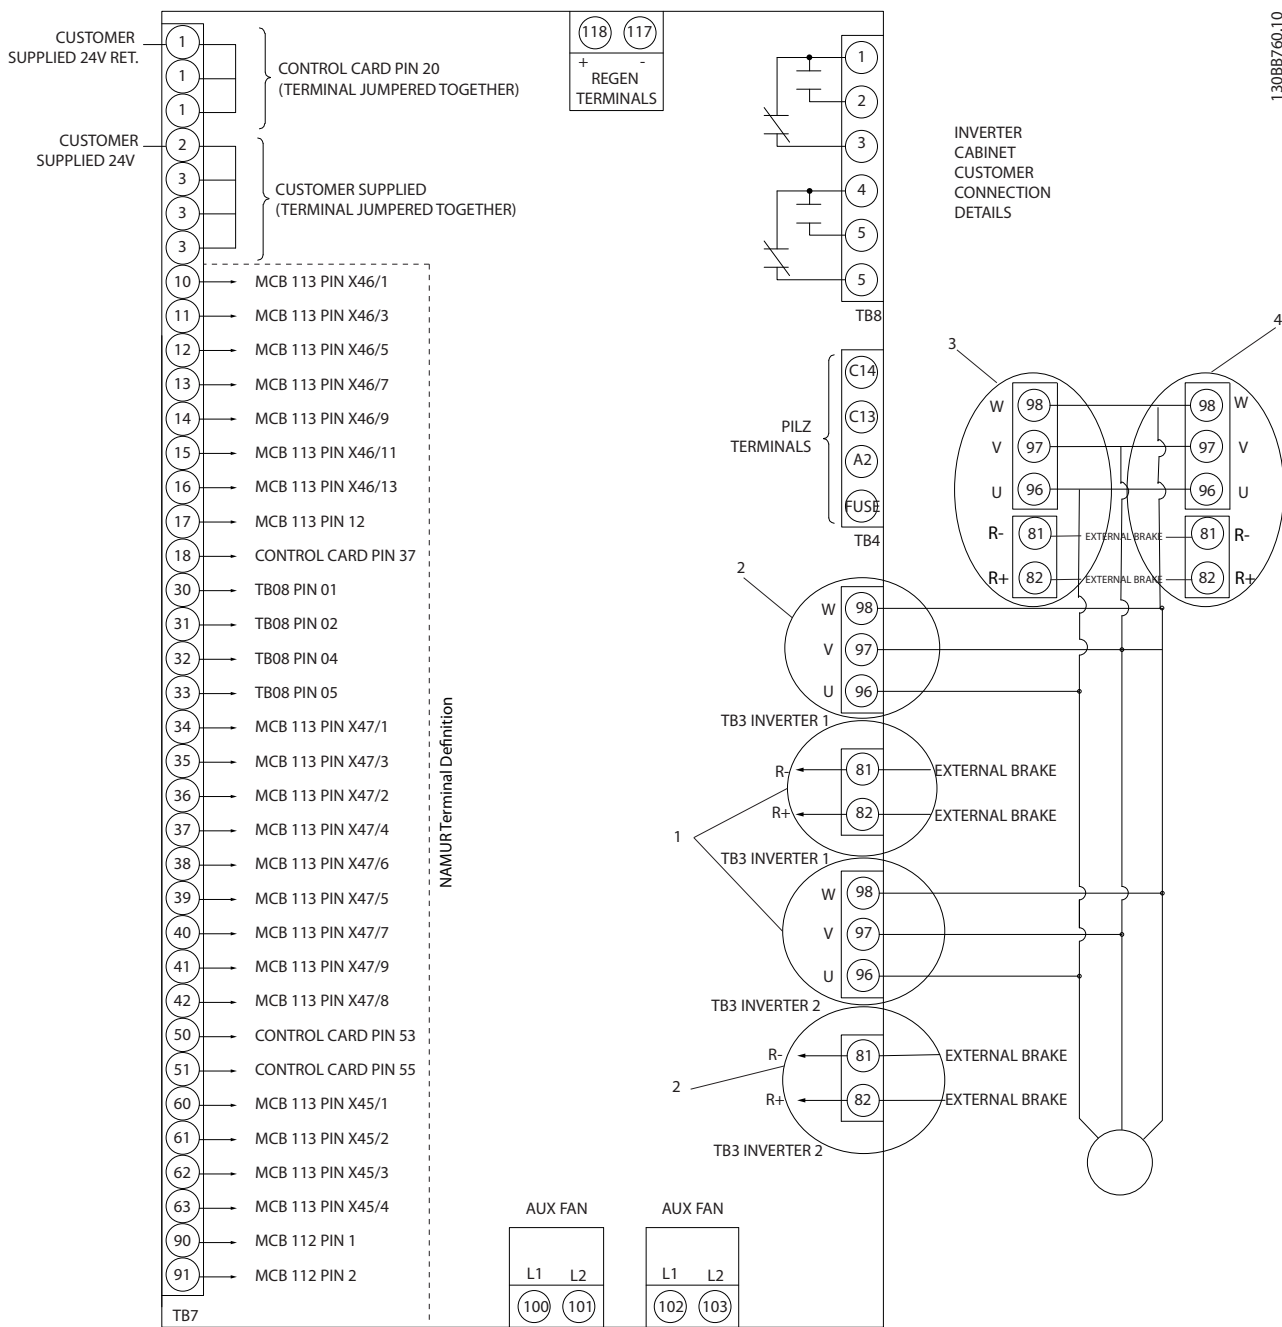 130BB760.10
CUSTOMER
SUPPLIED 24V RET.
1
1
1
CONTROL CARD PIN 20
(TERMINAL JUMPERED TOGETHER)
CUSTOMER
SUPPLIED 24V
2
3
3
3
CUSTOMER SUPPLIED
(TERMINAL JUMPERED TOGETHER)
10 MCB 113 PIN X46/1
11 MCB 113 PIN X46/3
12 MCB 113 PIN X46/5
13 MCB 113 PIN X46/7
14 MCB 113 PIN X46/9
15 MCB 113 PIN X46/11
16 MCB 113 PIN X46/13
17 MCB 113 PIN 12
18 CONTROL CARD PIN 37
30 TB08 PIN 01
31 TB08 PIN 02
32 TB08 PIN 04
33 TB08 PIN 05
34 MCB 113 PIN X47/1
35 MCB 113 PIN X47/3
36 MCB 113 PIN X47/2
37 MCB 113 PIN X47/4
38 MCB 113 PIN X47/6
39 MCB 113 PIN X47/5
40 MCB 113 PIN X47/7
41 MCB 113 PIN X47/9
42 MCB 113 PIN X47/8
50 CONTROL CARD PIN 53
51 CONTROL CARD PIN 55
60 MCB 113 PIN X45/1
61 MCB 113 PIN X45/2
62 MCB 113 PIN X45/3
63 MCB 113 PIN X45/4
90 MCB 112 PIN 1
91 MCB 112 PIN 2
TB7
NAMUR Terminal Definition
118 117
+ -
REGEN
TERMINALS
1
2
3
4
5
5
TB8
INVERTER
CABINET
CUSTOMER
CONNECTION
DETAILS
PILZ
TERMINALS
C14
C13
A2
FUSE
TB4
3
4
W 98 98 W
V 97 97 V
U 96 96 U
R- 81 EXTERNAL BRAKE 81 R-
R+ 82 EXTERNAL BRAKE 82 R+
2
W 98
V 97
U 96
TB3 INVERTER 1
R- 81 EXTERNAL BRAKE
R+ 82 EXTERNAL BRAKE
1
TB3 INVERTER 1
W 98
V 97
U 96
TB3 INVERTER 2
R- 81 EXTERNAL BRAKE
2
R+ 82 EXTERNAL BRAKE
TB3 INVERTER 2
AUX FAN
L1 L2
100 101
AUX FAN
L1 L2
102 103